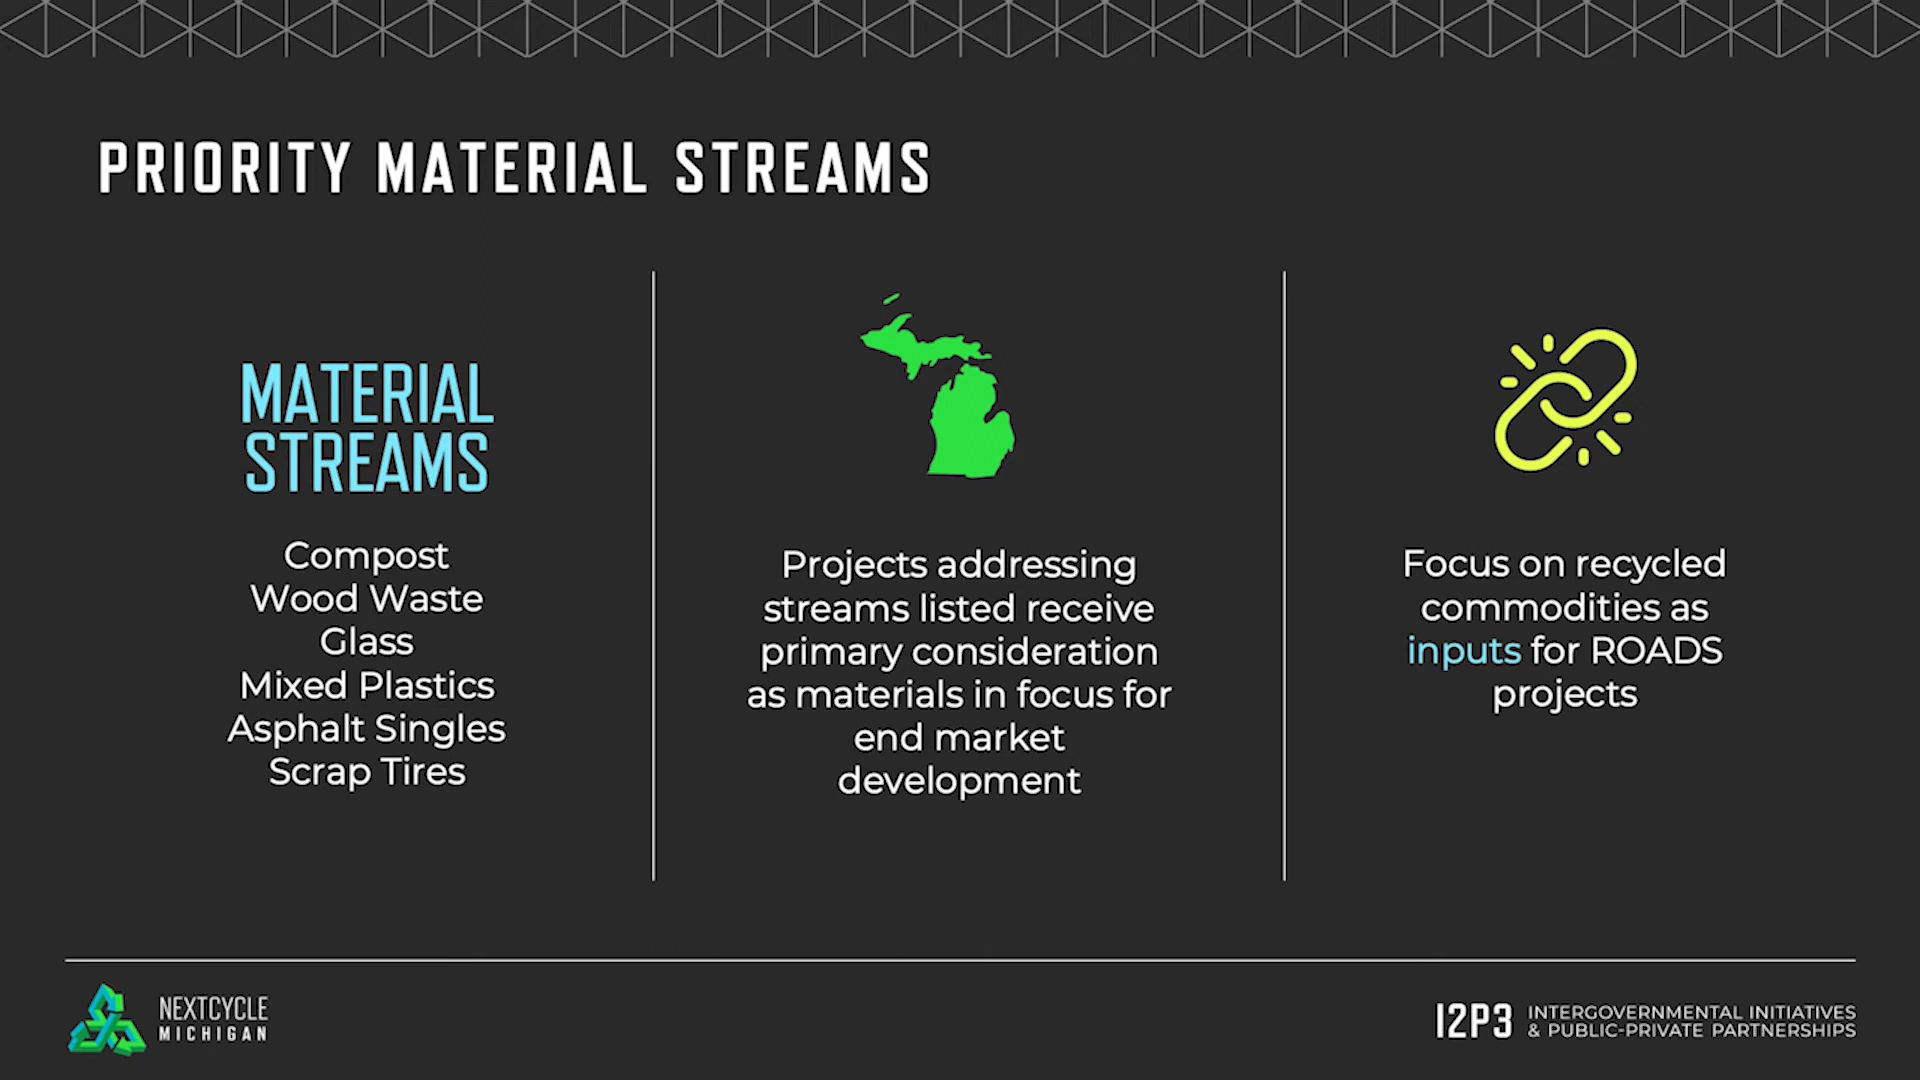 PRIORITY MATERIAL STREAMS
MATERIAL
STREAMS
Compost
Wood Waste
Glass
Mixed Plastics
Asphalt Singles
Scrap Tires
Projects addressing
streams listed receive
primary consideration
as materials in focus for
end market
development
Focus on recycled
commodities as
inputs for ROADS
projects
NEXTCYCLE
MICHIGAN
I2P3
INTERGOVERNMENTAL INITIATIVES
& PUBLIC-PRIVATE PARTNERSHIPS